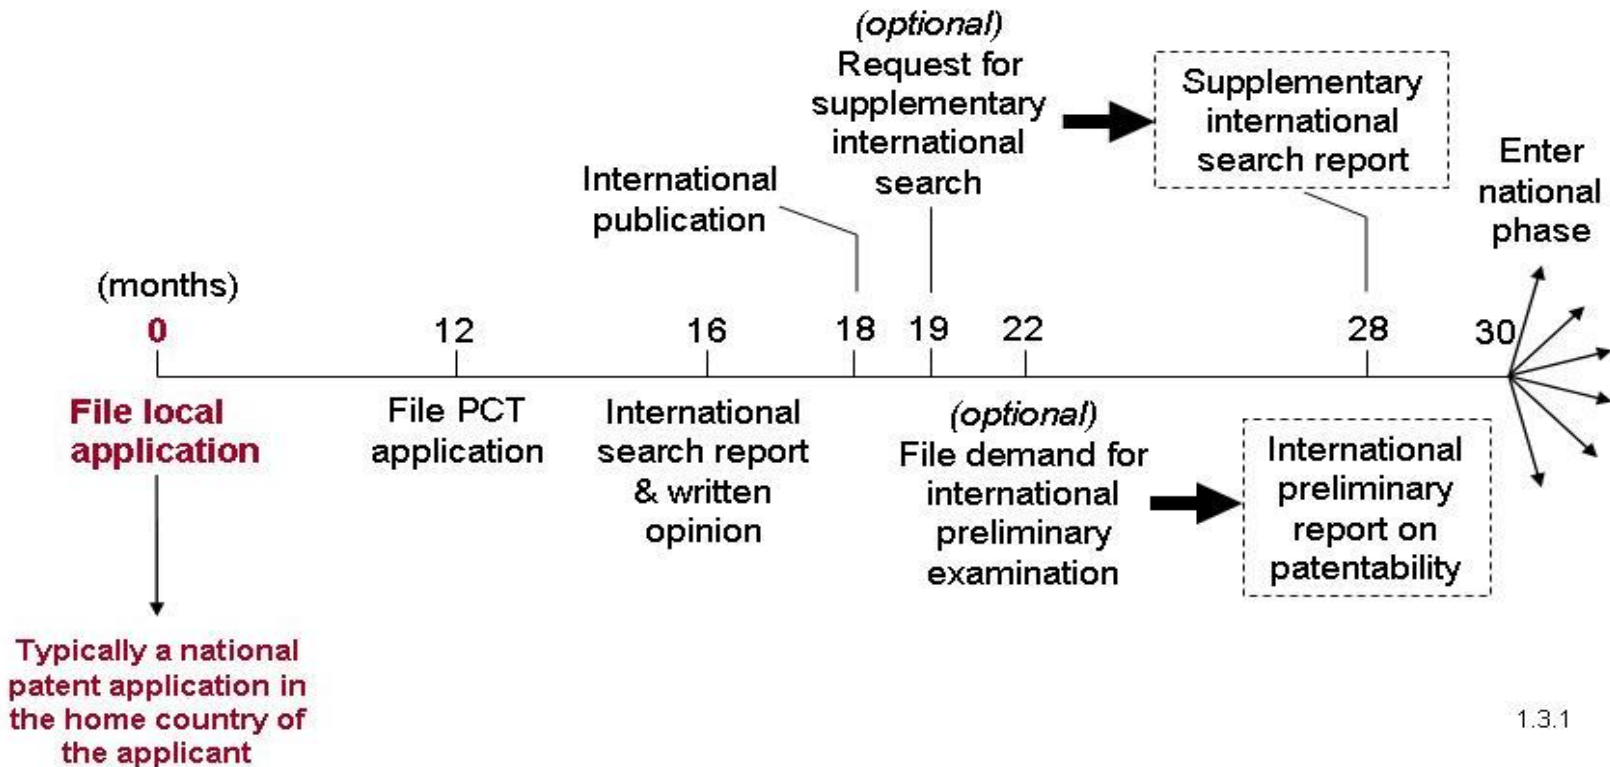 (optional)
Request for
supplementary
international
search
Supplementary
international
search report
Enter
national
phase
International
publication
(months)
0
12
16
18
19
22
28
30
File local
application
File PCT
application
International
search report
& written
opinion
(optional)
File demand for
international
preliminary
examination
International
preliminary
report on
patentability
Typically a national
patent application in
the home country of
the applicant
1.3.1